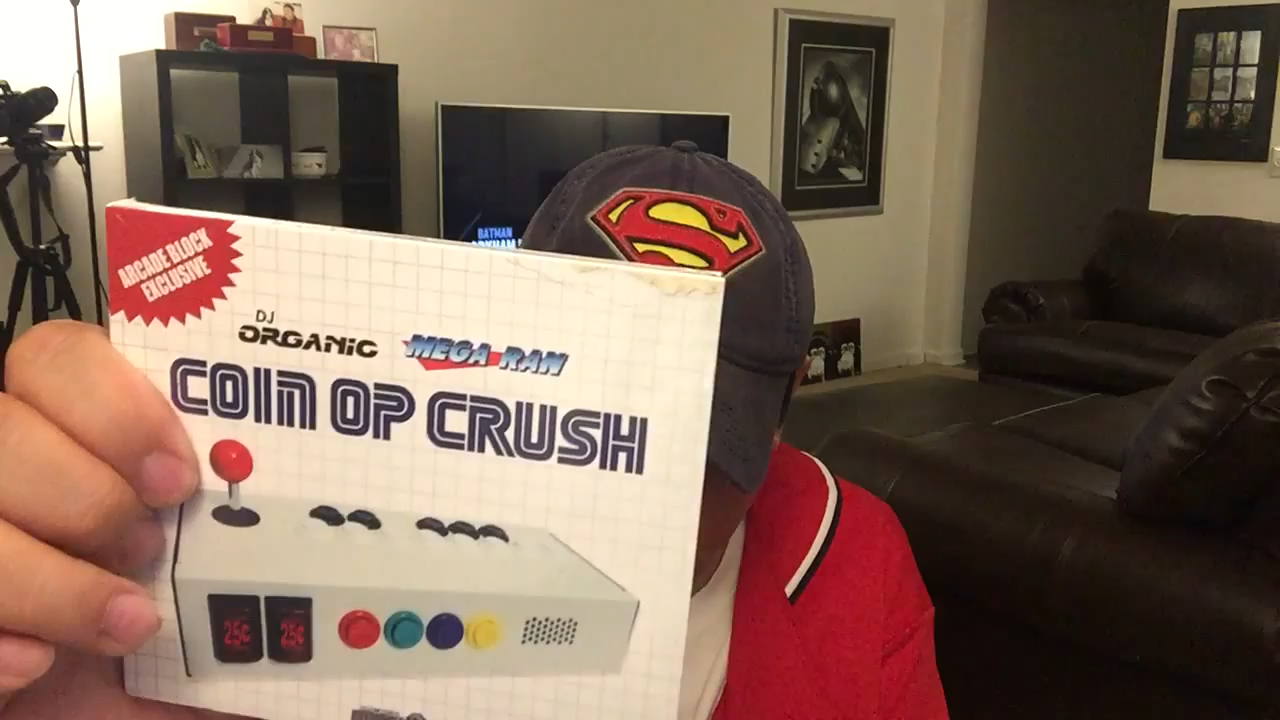 ARCADE BLOCK
EXCLUSIVE
DJ
ORGANIC
MEGA RAN
COIN OP CRUSH
25¢
25¢
BATMAN
S